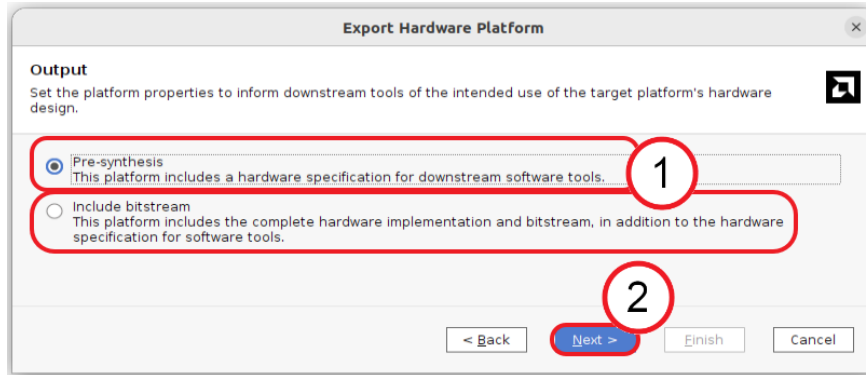 Export Hardware Platform
Output
Set the platform properties to inform downstream tools of the intended use of the target platform's hardware
design.
Pre-synthesis
This platform includes a hardware specification for downstream software tools.
1
Include bitstream
This platform includes the complete hardware implementation and bitstream, in addition to the hardware
specification for software tools.
2
< Back Next > Finish Cancel